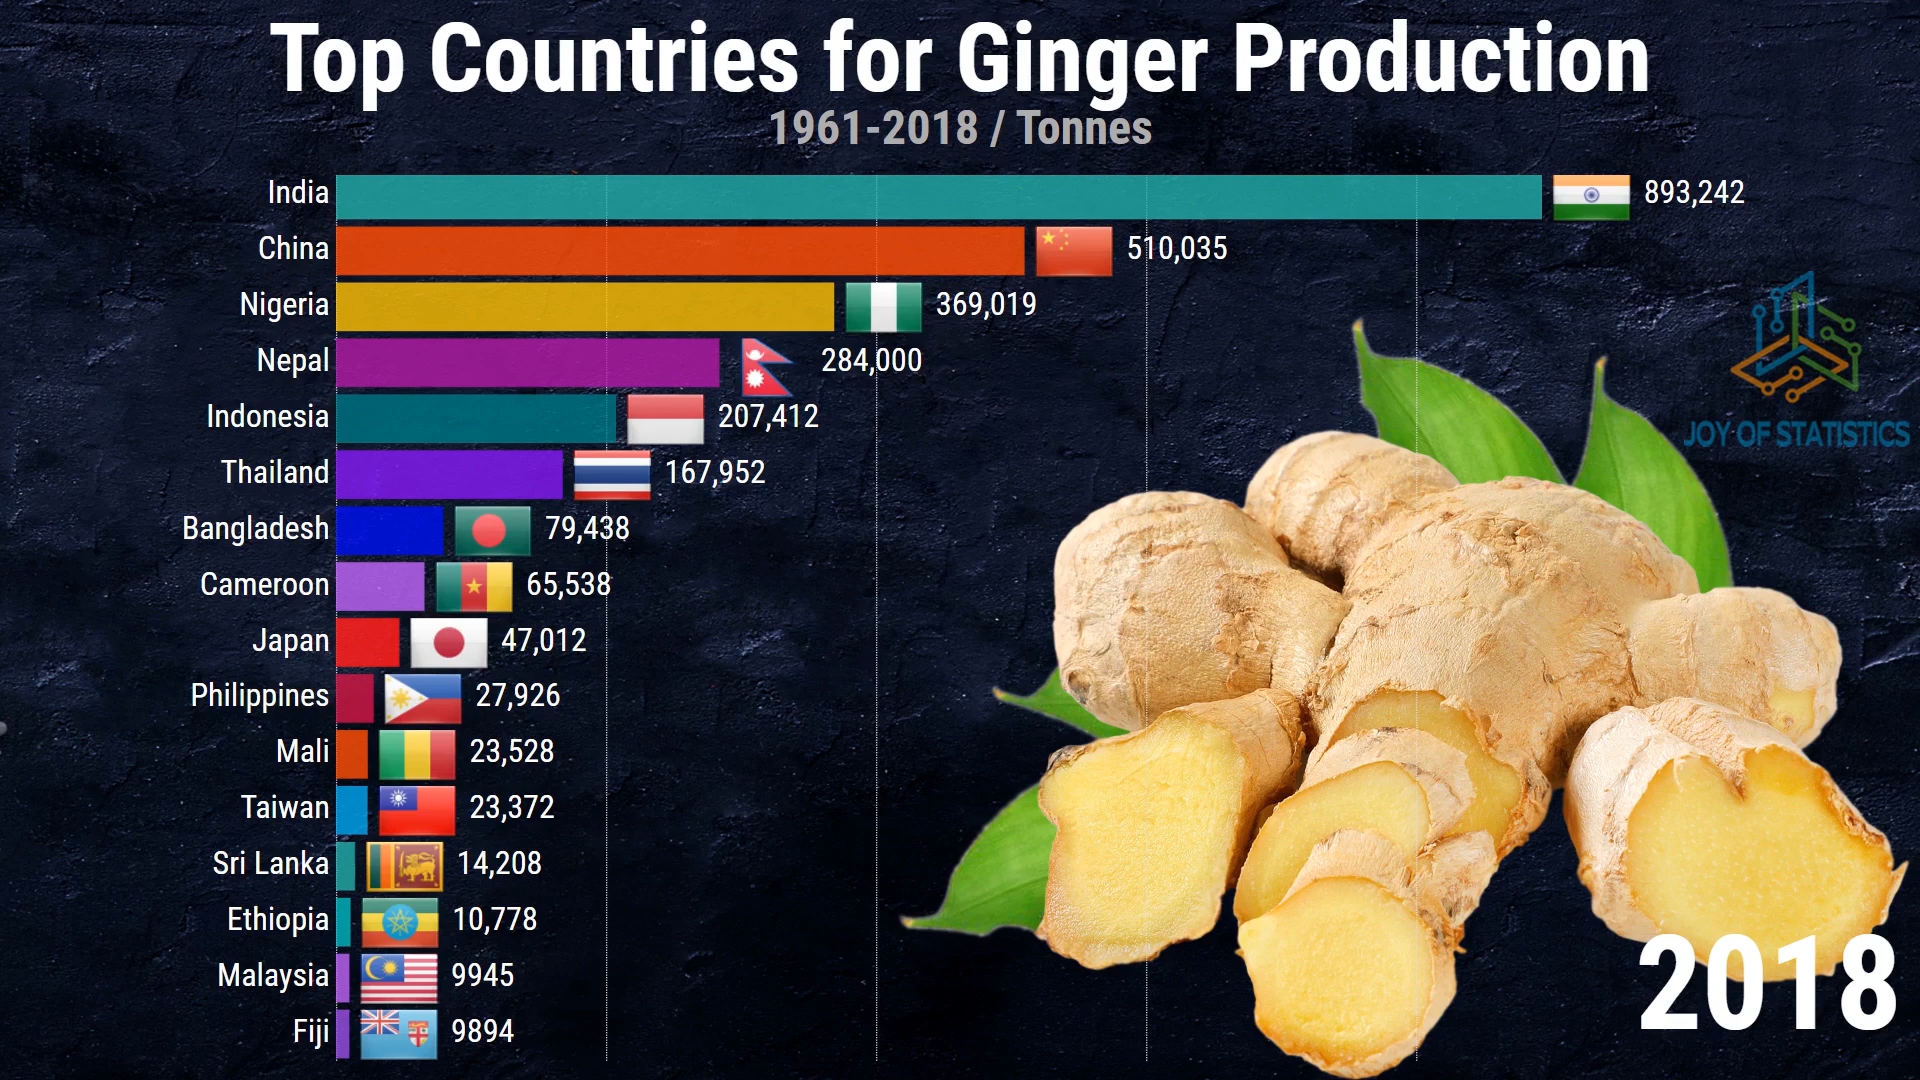 Top Countries for Ginger Production
1961-2018 / Tonnes
India 893,242
China 510,035
Nigeria 369,019
Nepal 284,000
Indonesia 207,412
Thailand 167,952
Bangladesh 79,438
Cameroon 65,538
Japan 47,012
Philippines 27,926
Mali 23,528
Taiwan 23,372
Sri Lanka 14,208
Ethiopia 10,778
Malaysia 9945
Fiji 9894
JOY OF STATISTICS
2018